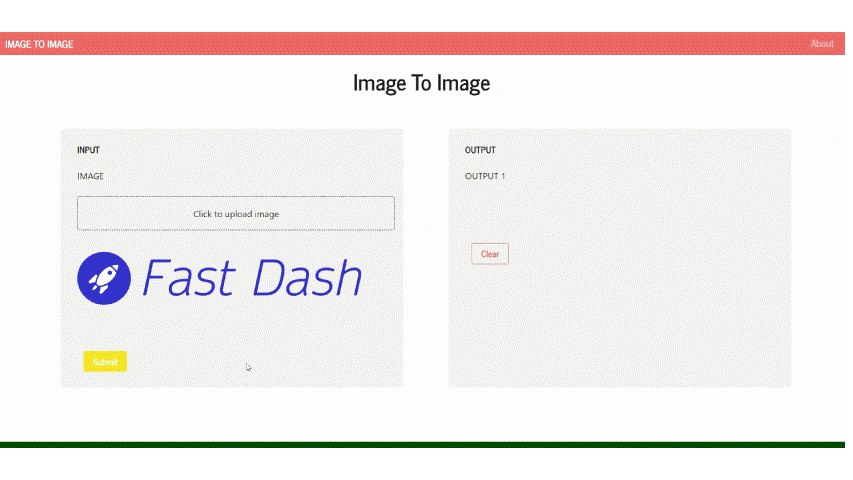 IMAGE TO IMAGE
About
Image To Image
INPUT
IMAGE
Click to upload image
Fast Dash
Submit
OUTPUT
OUTPUT 1
Clear